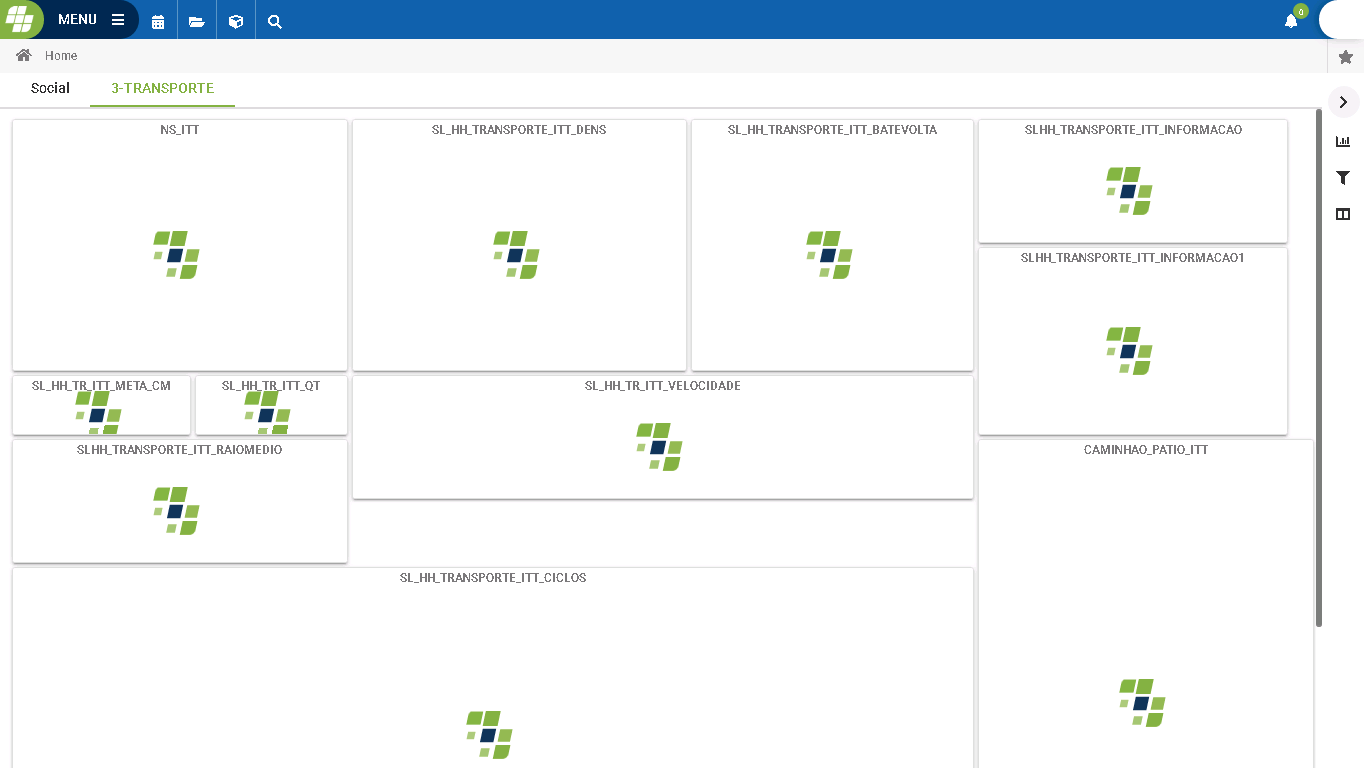 MENU
0
Home
Social
3-TRANSPORTE
NS_ITT
SL_HH_TRANSPORTE_ITT_DENS
SL_HH_TRANSPORTE_ITT_BATEVOLTA
SLHH_TRANSPORTE_ITT_INFORMACAO
SLHH_TRANSPORTE_ITT_INFORMACAO1
SL_HH_TR_ITT_META_CM
SL_HH_TR_ITT_QT
SL_HH_TR_ITT_VELOCIDADE
SLHH_TRANSPORTE_ITT_RAIOMEDIO
CAMINHAO_PATIO_ITT
SL_HH_TRANSPORTE_ITT_CICLOS